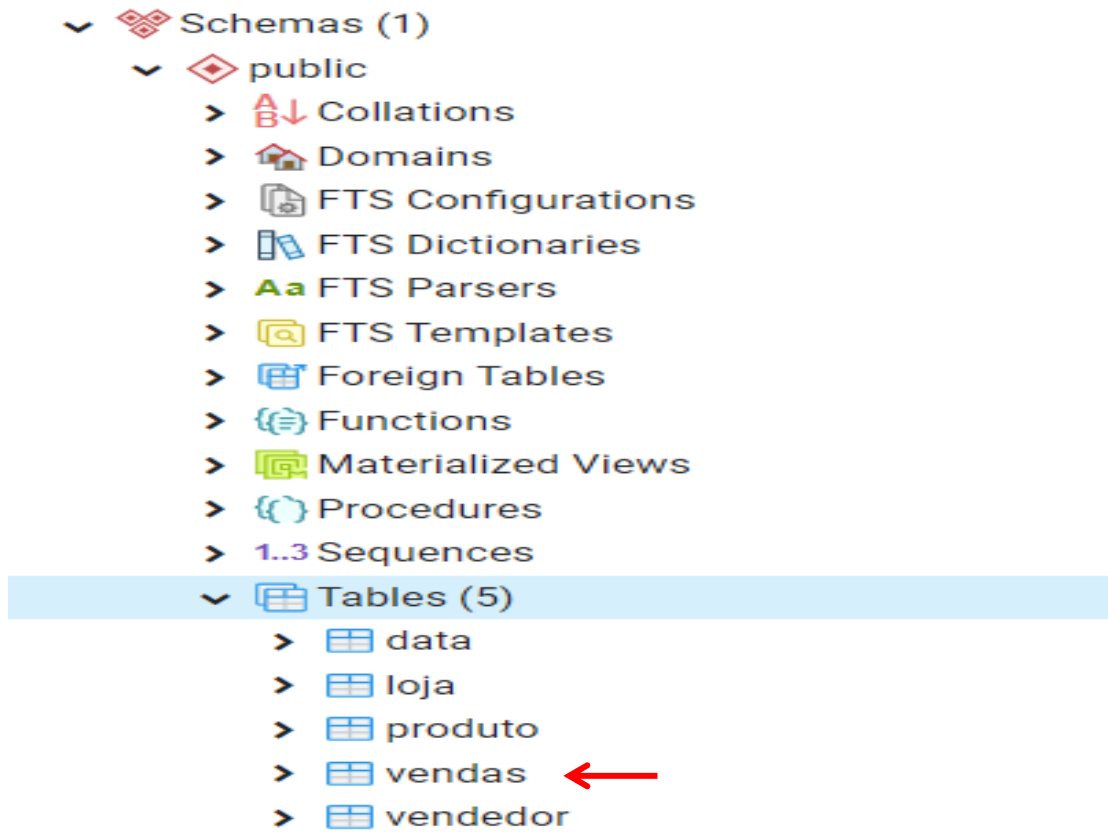 Schemas (1)
public
Collations
Domains
FTS Configurations
FTS Dictionaries
Aa FTS Parsers
FTS Templates
Foreign Tables
Functions
Materialized Views
Procedures
1..3 Sequences
Tables (5)
data
loja
produto
vendas
vendedor